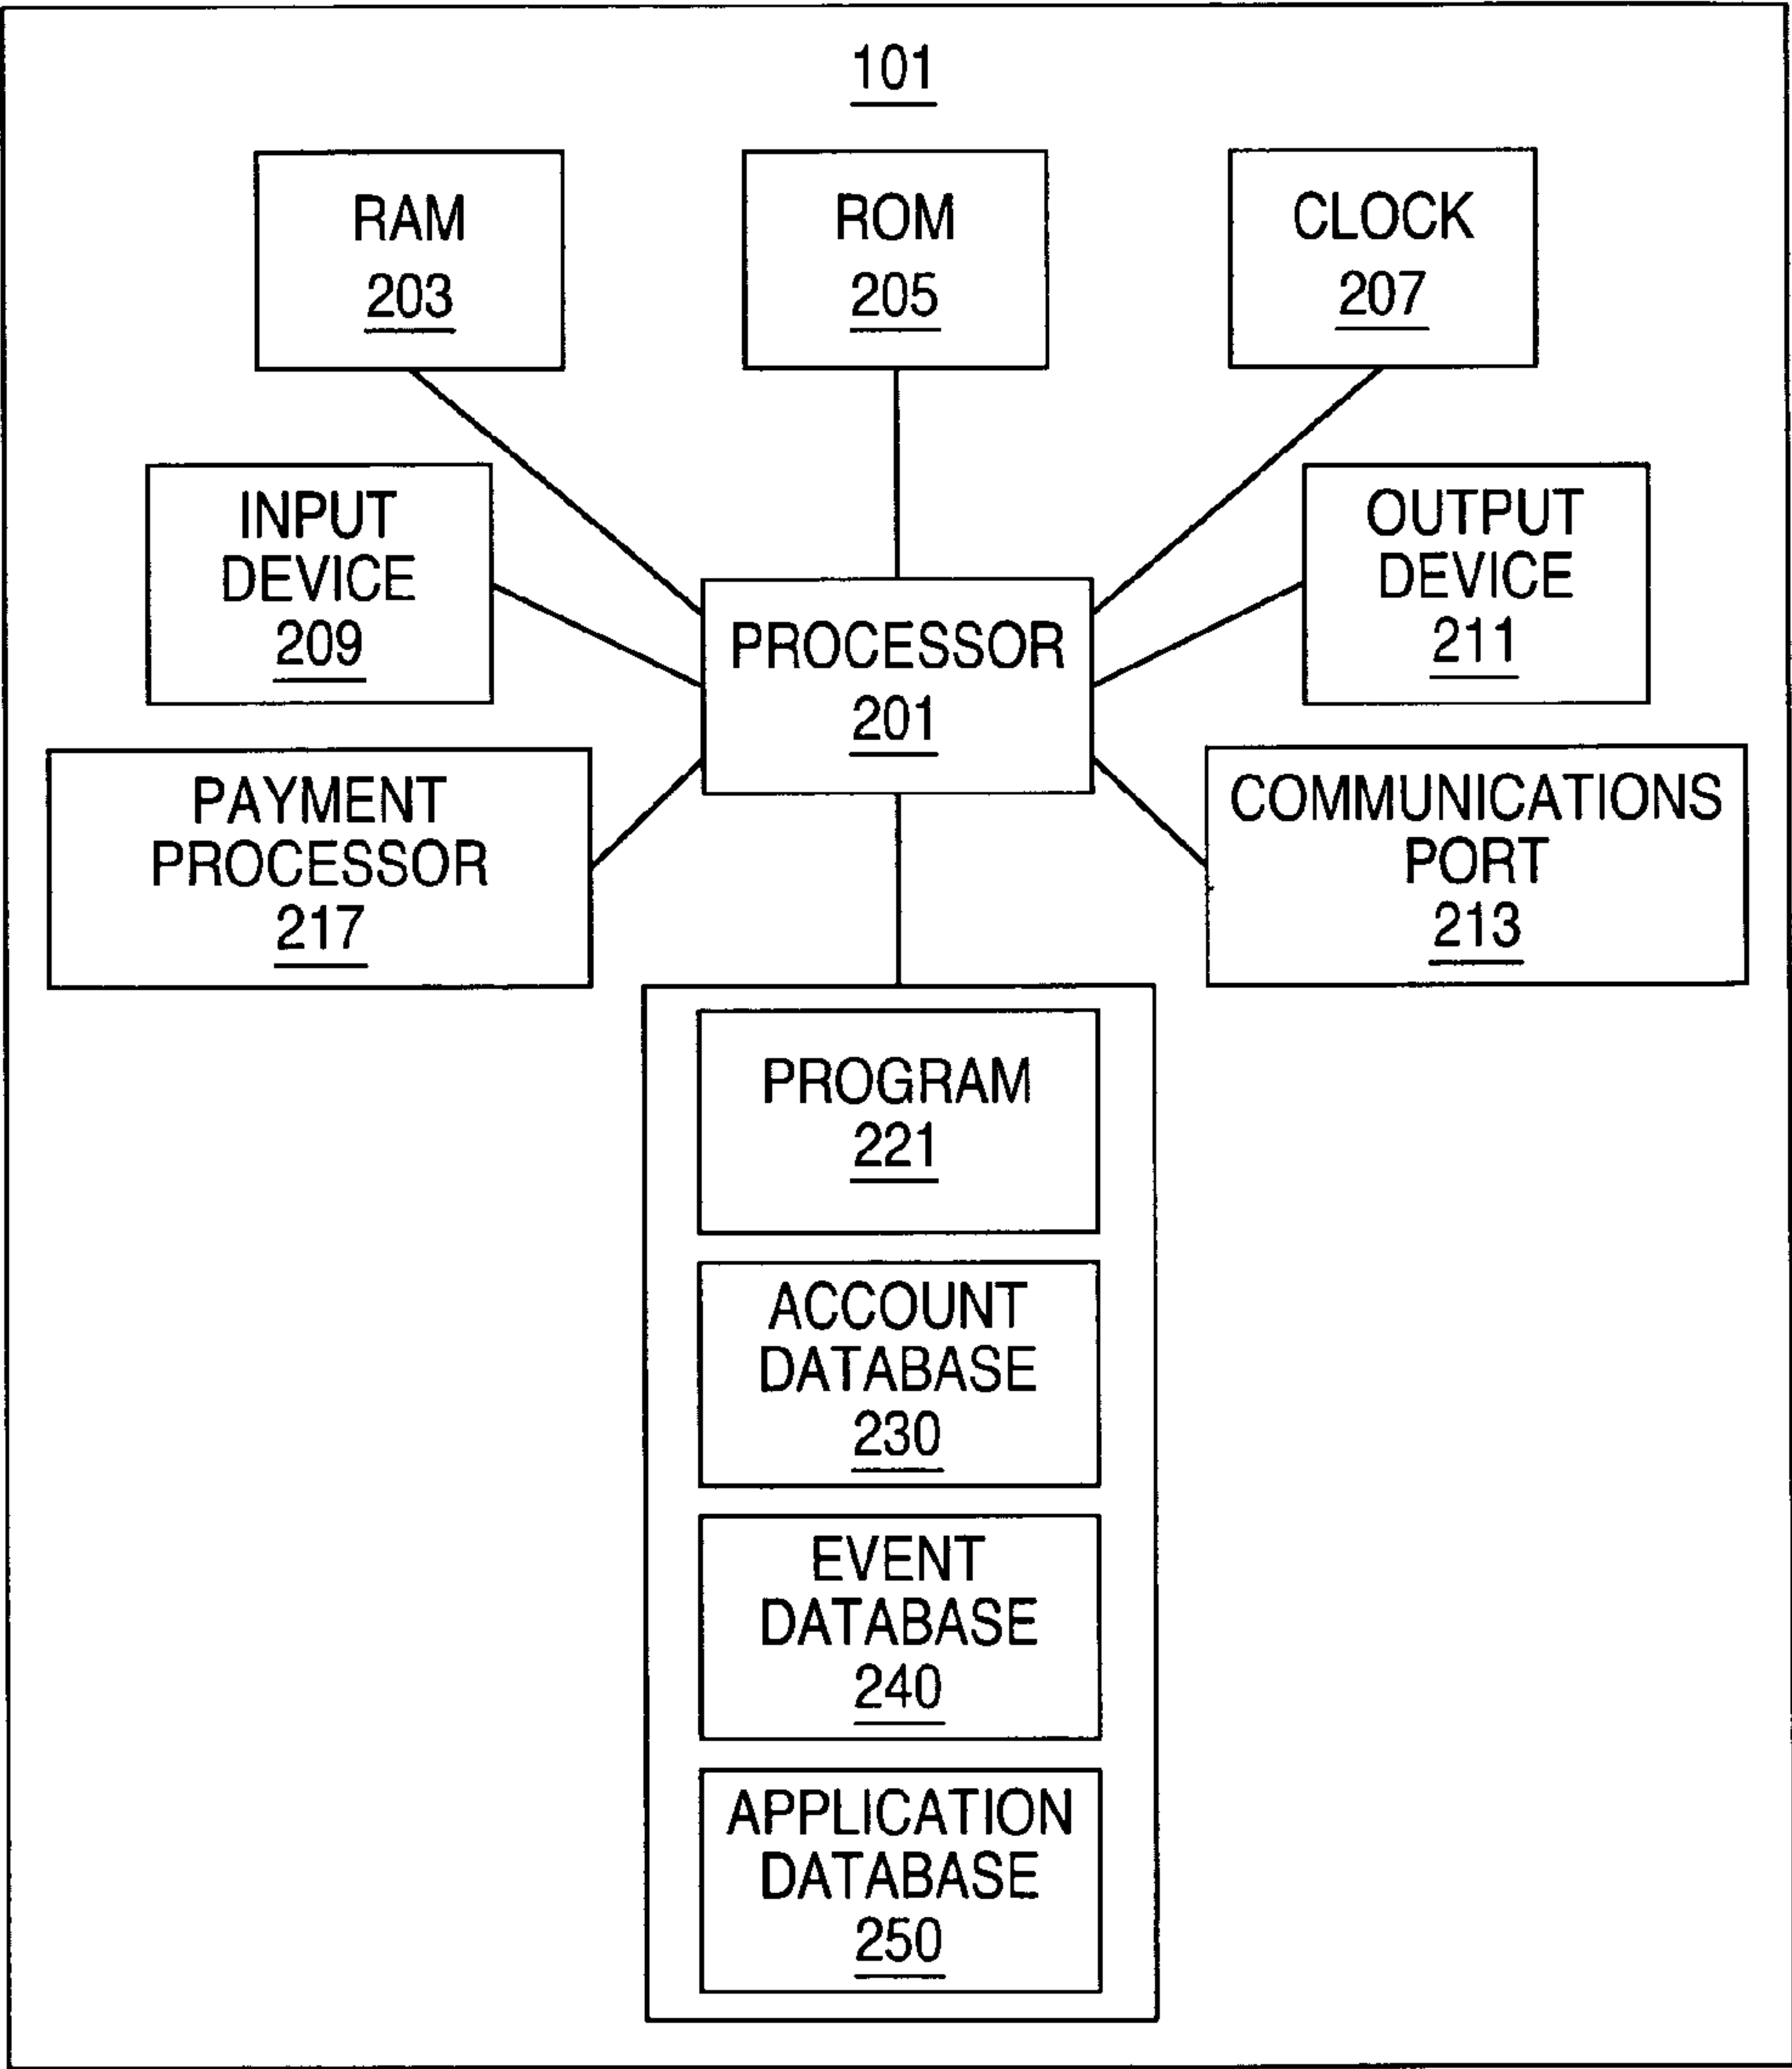 101
RAM
203
ROM
205
CLOCK
207
INPUT
DEVICE
209
OUTPUT
DEVICE
211
PROCESSOR
201
PAYMENT
PROCESSOR
217
COMMUNICATIONS
PORT
213
PROGRAM
221
ACCOUNT
DATABASE
230
EVENT
DATABASE
240
APPLICATION
DATABASE
250